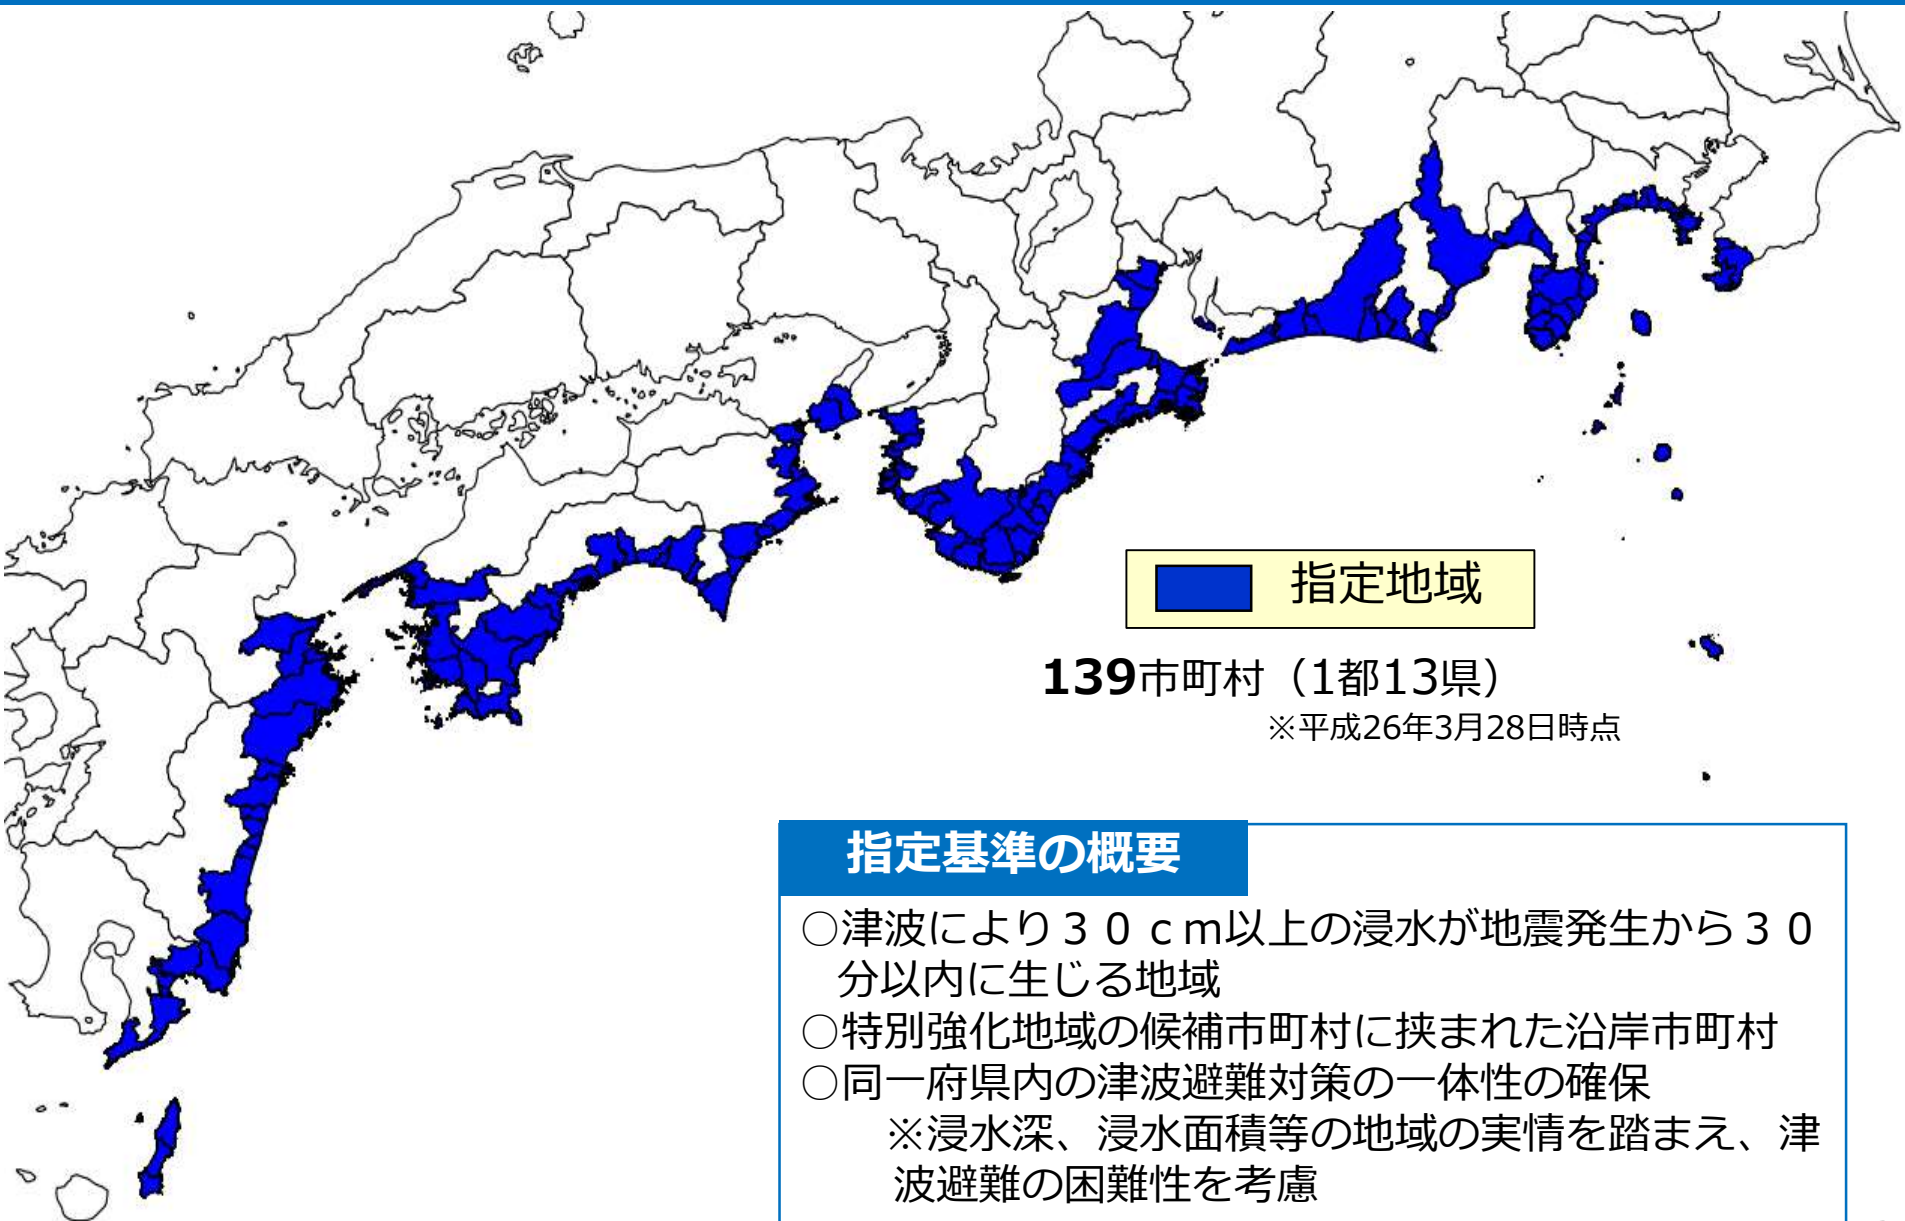 指定地域
139市町村（1都13県）
※平成26年3月28日時点
指定基準の概要
○津波により３０ｃｍ以上の浸水が地震発生から３０
分以内に生じる地域
○特別強化地域の候補市町村に挟まれた沿岸市町村
○同一府県内の津波避難対策の一体性の確保
※浸水深、浸水面積等の地域の実情を踏まえ、津
波避難の困難性を考慮